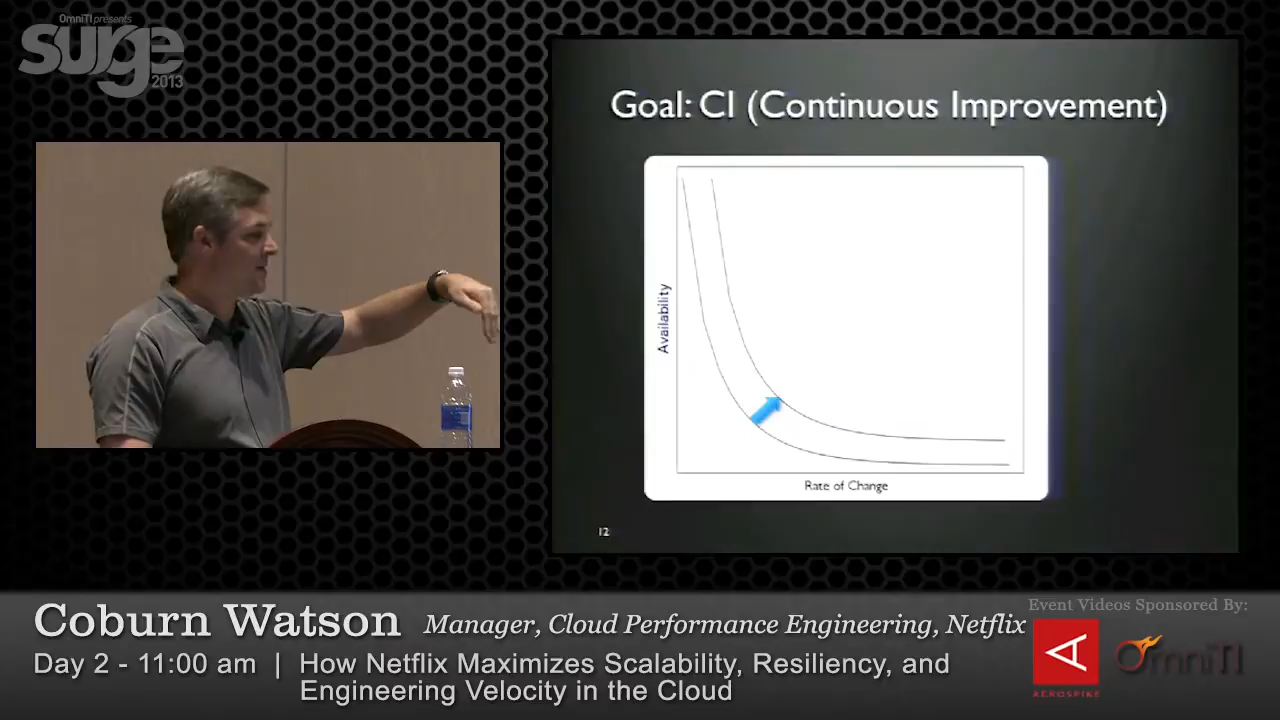 OmniTI presents
surge
2013
Goal: CI (Continuous Improvement)
Availability
Rate of Change
12
Coburn Watson Manager, Cloud Performance Engineering, Netflix
Day 2 - 11:00 am | How Netflix Maximizes Scalability, Resiliency, and
Engineering Velocity in the Cloud
Event Videos Sponsored By:
AEROSPIKE
OmniTI